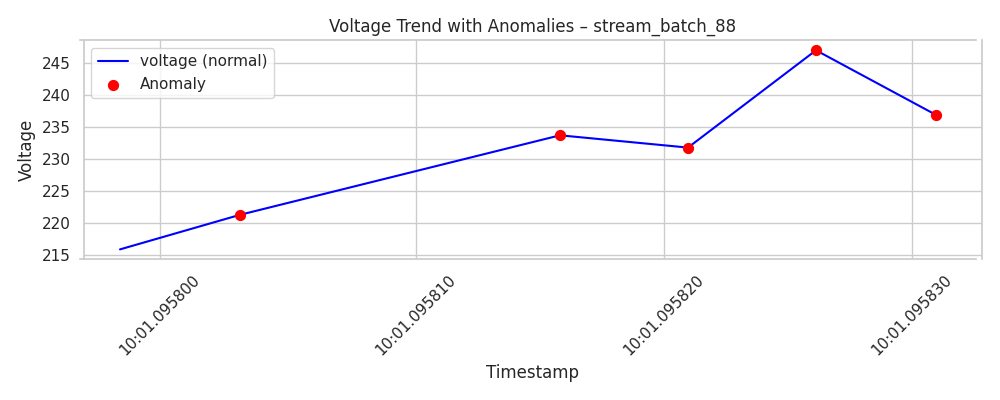 Voltage Trend with Anomalies – stream_batch_88
voltage (normal)
Anomaly
Voltage
245
240
235
230
225
220
215
10:01.095800
10:01.095810
10:01.095820
10:01.095830
Timestamp